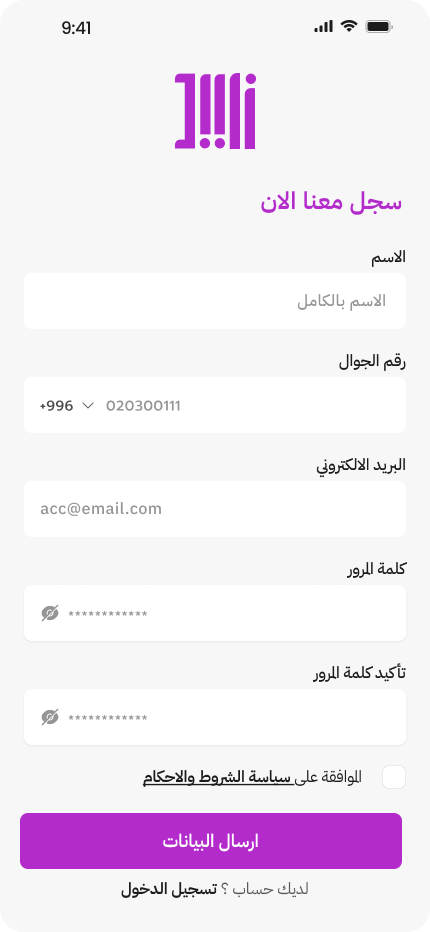 9:41
سجل معنا الان
الاسم
الاسم بالكامل
رقم الجوال
+996 020300111
البريد الالكتروني
acc@email.com
كلمة المرور
************
تأكيد كلمة المرور
************
الموافقة على سياسة الشروط والاحكام
ارسال البيانات
لديك حساب ؟ تسجيل الدخول